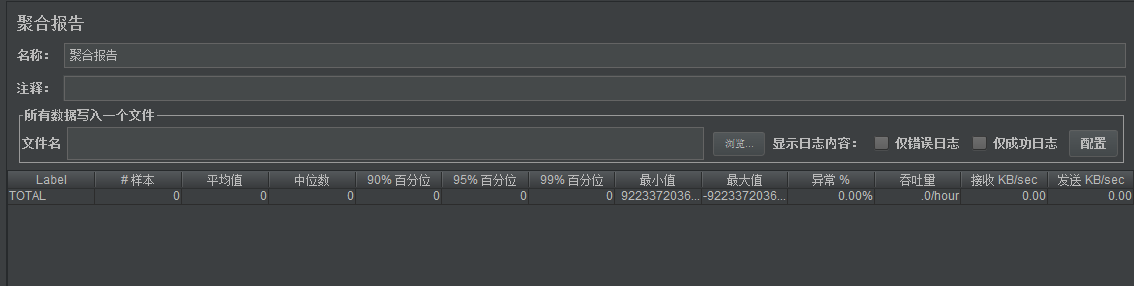 聚合报告
名称： 聚合报告
注释：
所有数据写入一个文件
文件名 浏览... 显示日志内容： 仅错误日志 仅成功日志 配置
Label # 样本 平均值 中位数 90% 百分位 95% 百分位 99% 百分位 最小值 最大值 异常 % 吞吐量 接收 KB/sec 发送 KB/sec
TOTAL 0 0 0 0 0 0 9223372036... -9223372036... 0.00% .0/hour 0.00 0.00